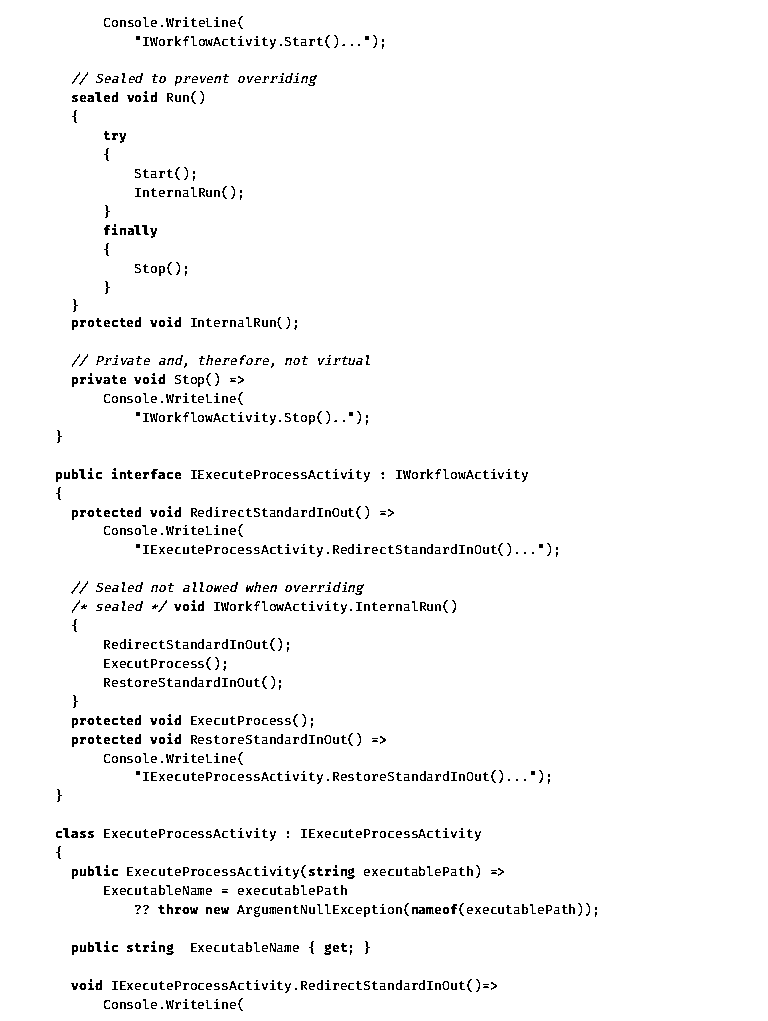 Console.WriteLine(
"IWorkflowActivity.Start()...");
// Sealed to prevent overriding
sealed void Run()
{
try
{
Start();
InternalRun();
}
finally
{
Stop();
}
}
protected void InternalRun();
// Private and, therefore, not virtual
private void Stop() =>
Console.WriteLine(
"IWorkflowActivity.Stop()..");
}
public interface IExecuteProcessActivity : IWorkflowActivity
{
protected void RedirectStandardInOut() =>
Console.WriteLine(
"IExecuteProcessActivity.RedirectStandardInOut()...");
// Sealed not allowed when overriding
/* sealed */ void IWorkflowActivity.InternalRun()
{
RedirectStandardInOut();
ExecutProcess();
RestoreStandardInOut();
}
protected void ExecutProcess();
protected void RestoreStandardInOut() =>
Console.WriteLine(
"IExecuteProcessActivity.RestoreStandardInOut()...");
}
class ExecuteProcessActivity : IExecuteProcessActivity
{
public ExecuteProcessActivity(string executablePath) =>
ExecutableName = executablePath
?? throw new ArgumentNullException(nameof(executablePath));
public string  ExecutableName { get; }
void IExecuteProcessActivity.RedirectStandardInOut()=>
Console.WriteLine(